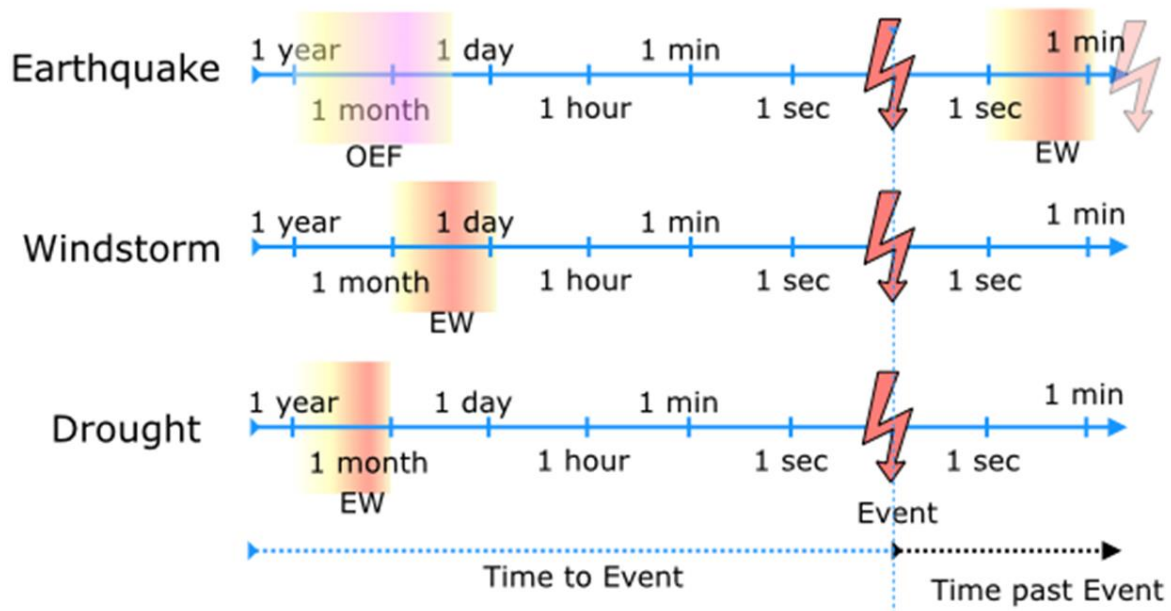 1 year 1 day 1 min 1 min
Earthquake
1 month 1 hour 1 sec 1 sec
OEF EW
1 year 1 day 1 min 1 min
Windstorm
1 month 1 hour 1 sec 1 sec
EW
1 year 1 day 1 min 1 min
Drought
1 month 1 hour 1 sec 1 sec
EW
Event
Time to Event
Time past Event